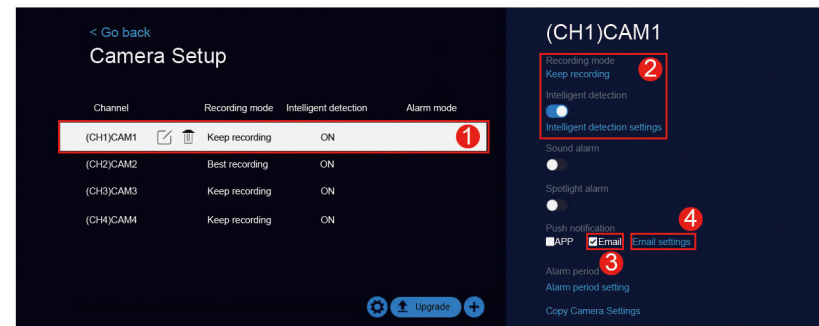 < Go back
Camera Setup
Channel Recording mode Intelligent detection Alarm mode
(CH1)CAM1 Keep recording ON 1
(CH2)CAM2 Best recording ON
(CH3)CAM3 Keep recording ON
(CH4)CAM4 Keep recording ON
Upgrade
(CH1)CAM1
Recording mode
Keep recording
2
Intelligent detection
Intelligent detection settings
Sound alarm
Spotlight alarm
4
Push notification
APP Email Email settings
3
Alarm period
Alarm period setting
Copy Camera Settings